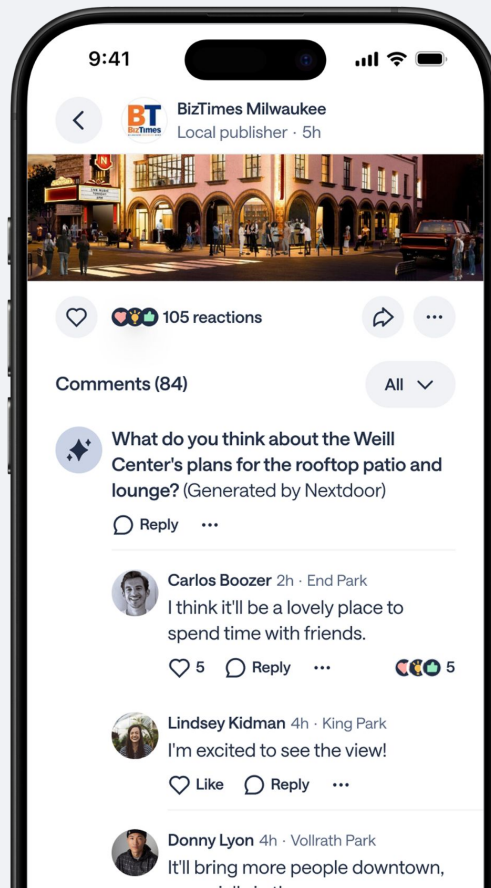 9:41
BT
BizTimes
BizTimes Milwaukee
Local publisher · 5h
N
105 reactions
Comments (84)
All
What do you think about the Weill
Center's plans for the rooftop patio and
lounge? (Generated by Nextdoor)
Reply
Carlos Boozer 2h · End Park
I think it'll be a lovely place to
spend time with friends.
5 Reply 5
Lindsey Kidman 4h · King Park
I'm excited to see the view!
Like Reply
Donny Lyon 4h · Vollrath Park
It'll bring more people downtown,